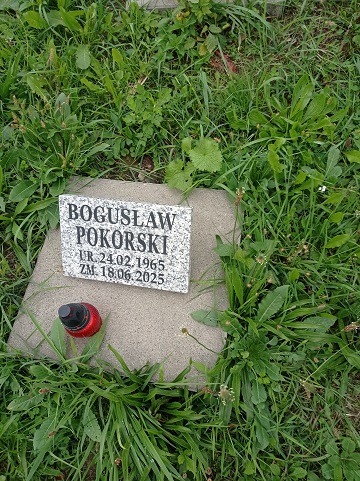 BOGUSŁAW
POKORSKI
UR. 24.02.1965
ZM. 18.06.2025